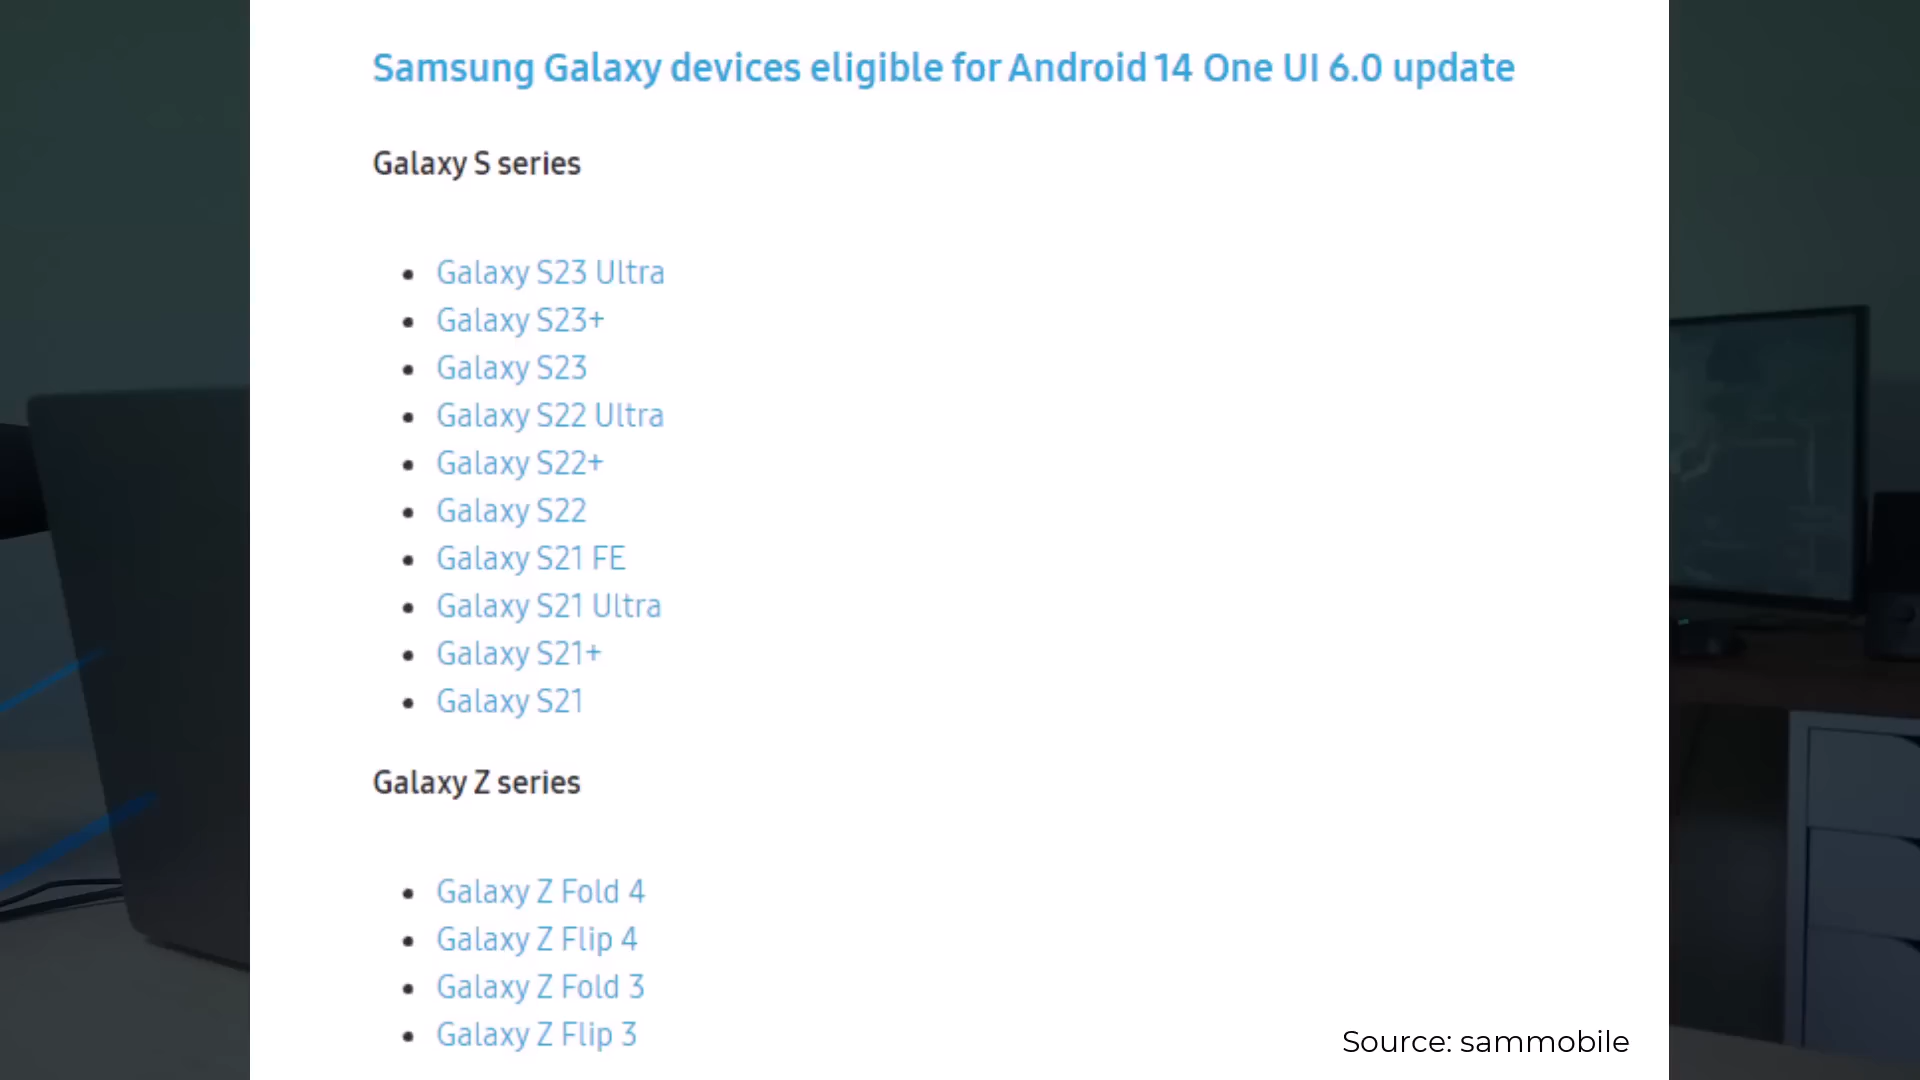 Samsung Galaxy devices eligible for Android 14 One UI 6.0 update
Galaxy S series
Galaxy S23 Ultra
Galaxy S23+
Galaxy S23
Galaxy S22 Ultra
Galaxy S22+
Galaxy S22
Galaxy S21 FE
Galaxy S21 Ultra
Galaxy S21+
Galaxy S21
Galaxy Z series
Galaxy Z Fold 4
Galaxy Z Flip 4
Galaxy Z Fold 3
Galaxy Z Flip 3
Source: sammobile